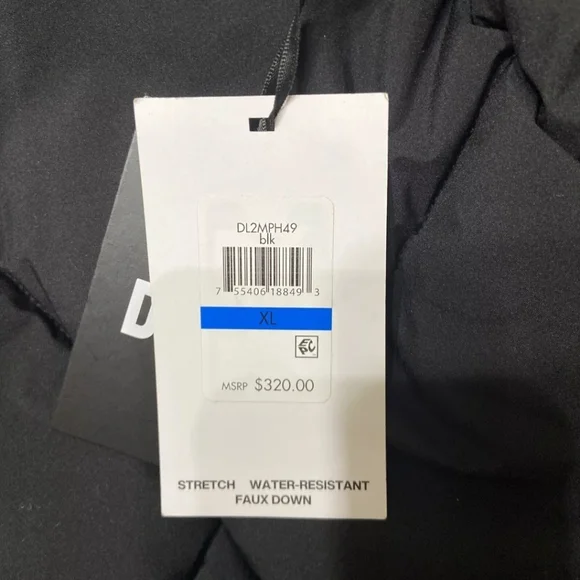 DL2MPH49
blk
7 55406 18849 3
XL
MSRP $320.00
STRETCH WATER-RESISTANT
FAUX DOWN
D